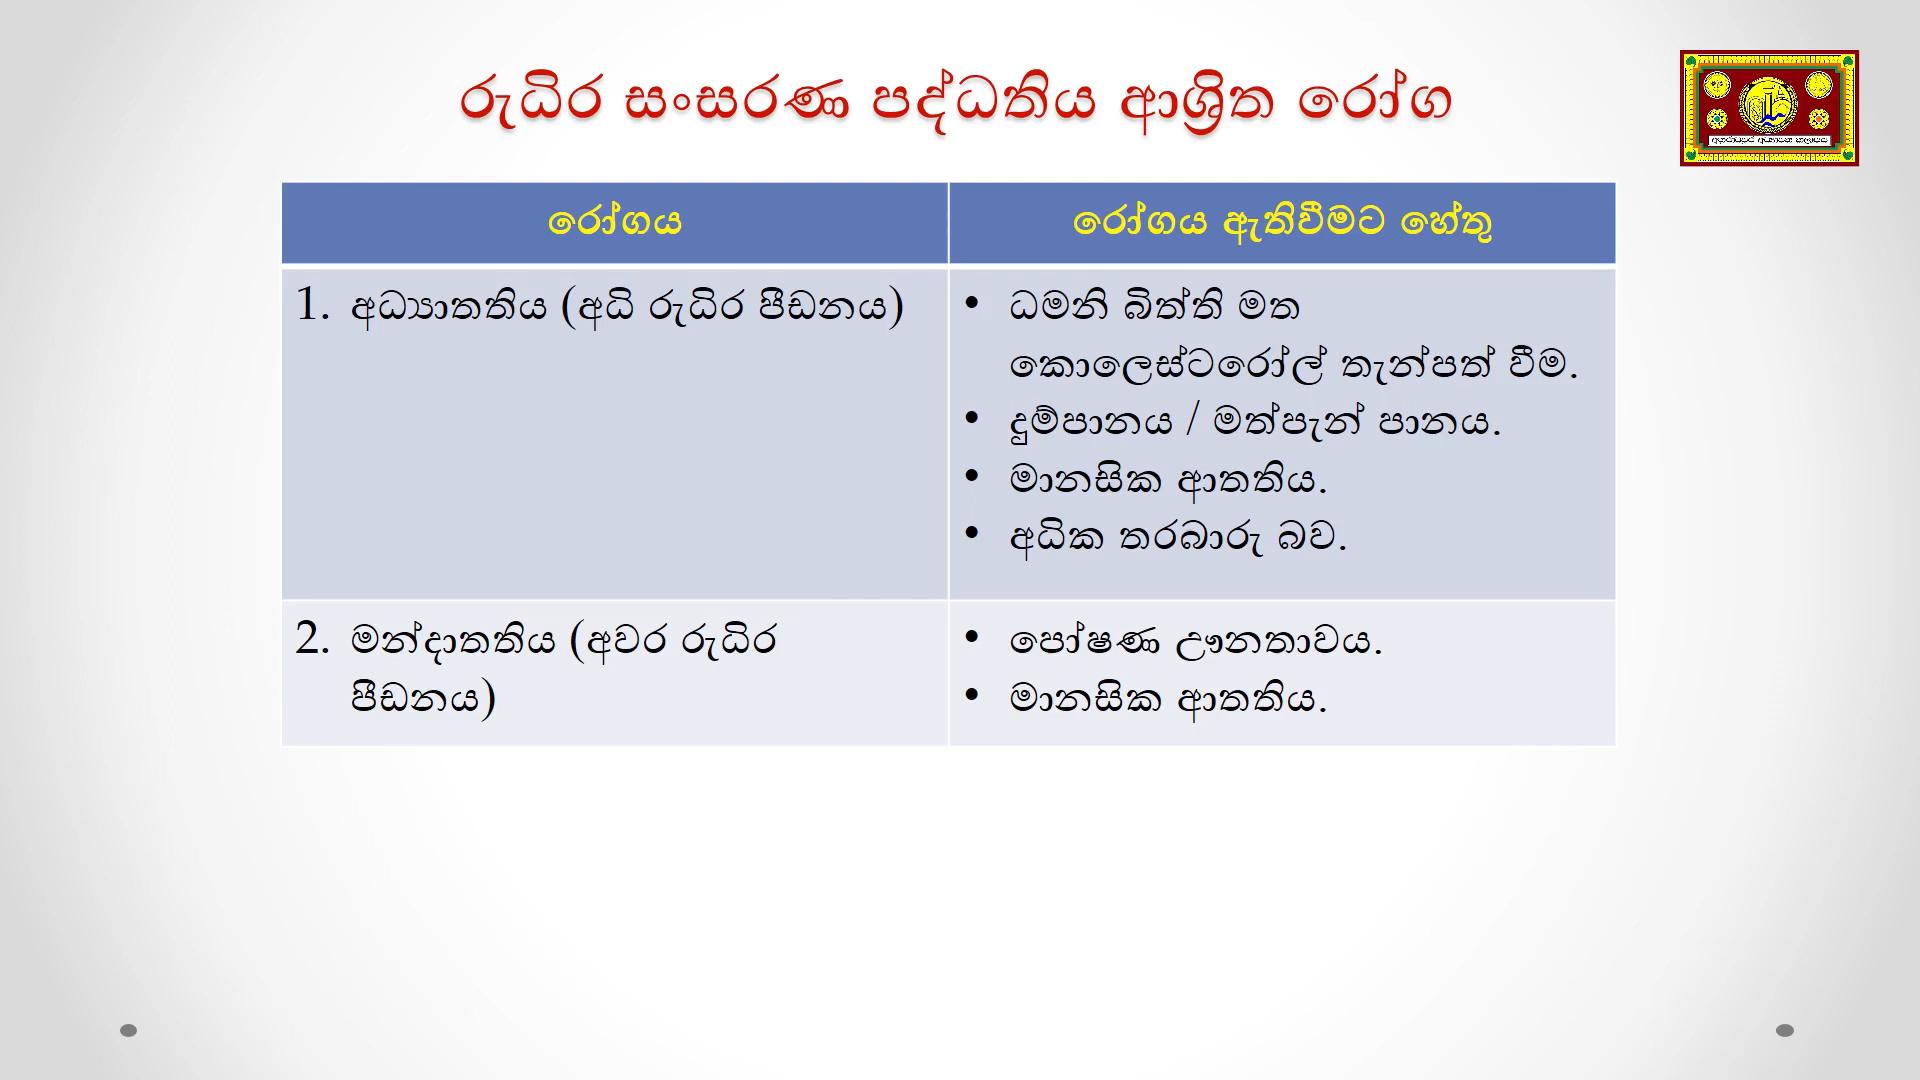 රුධිර සංසරණ පද්ධතිය ආශ්‍රිත රෝග
රෝගය
රෝගය ඇතිවීමට හේතු
1. අධ්‍යාතතිය (අධි රුධිර පීඩනය)
• ධමනි බිත්ති මත
කොලෙස්ටරෝල් තැන්පත් වීම.
• දුම්පානය / මත්පැන් පානය.
• මානසික ආතතිය.
• අධික තරබාරු බව.
2. මන්දාතතිය (අවර රුධිර
පීඩනය)
• පෝෂණ ඌනතාවය.
• මානසික ආතතිය.